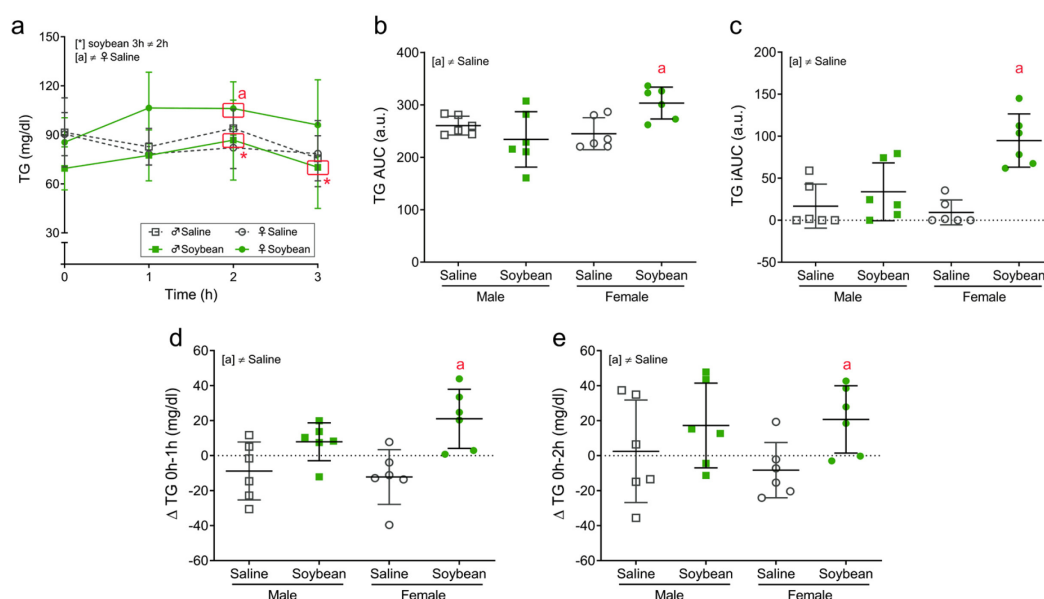 a
[*] soybean 3h ≠ 2h
[a] ≠ ♀Saline
150
120
90
60
30
TG (mg/dl)
a
*
*
♂Saline
♀Saline
♂Soybean
♀Soybean
0
1
2
3
Time (h)
b
[a] ≠ Saline
a
400
300
200
100
0
TG AUC (a.u.)
Saline
Soybean
Saline
Soybean
Male
Female
c
[a] ≠ Saline
a
200
150
100
50
0
-50
TG iAUC (a.u.)
Saline
Soybean
Saline
Soybean
Male
Female
d
[a] ≠ Saline
a
60
40
20
0
-20
-40
-60
Δ TG 0h-1h (mg/dl)
Saline
Soybean
Saline
Soybean
Male
Female
e
[a] ≠ Saline
a
60
40
20
0
-20
-40
-60
Δ TG 0h-2h (mg/dl)
Saline
Soybean
Saline
Soybean
Male
Female